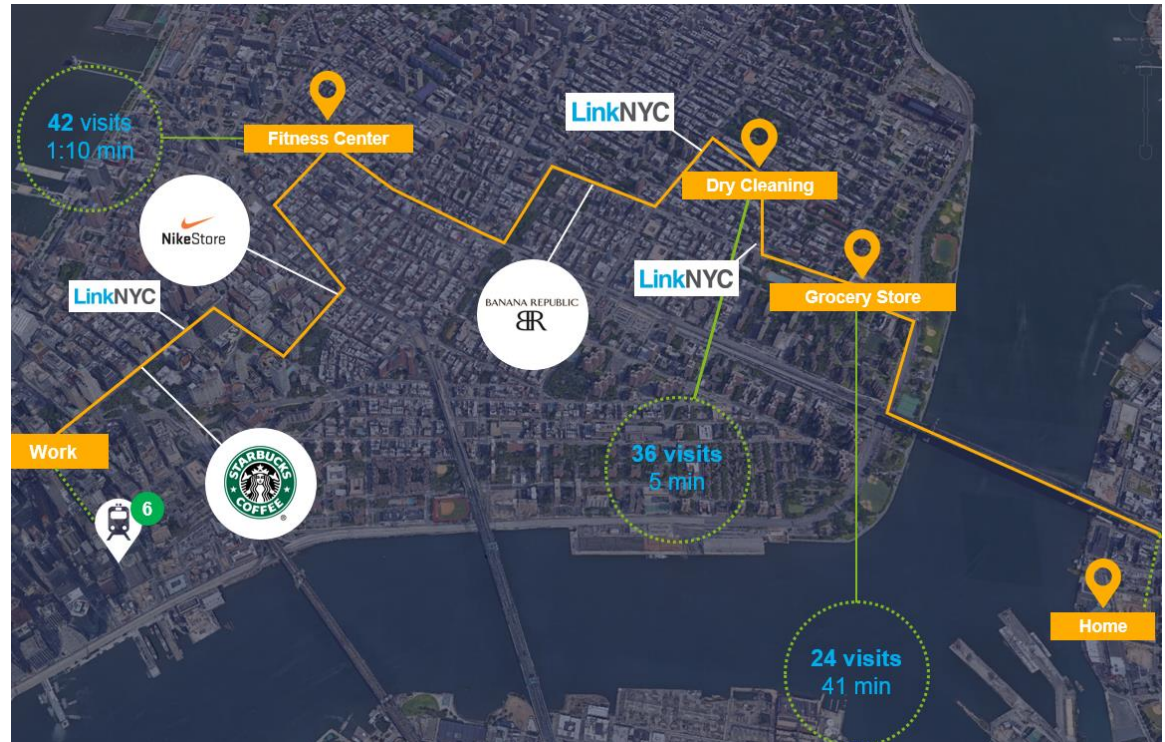 42 visits
1:10 min
Fitness Center
LinkNYC
Dry Cleaning
NikeStore
LinkNYC
BANANA REPUBLIC
BR
LinkNYC
Grocery Store
Work
STARBUCKS
COFFEE
®
6
36 visits
5 min
24 visits
41 min
Home